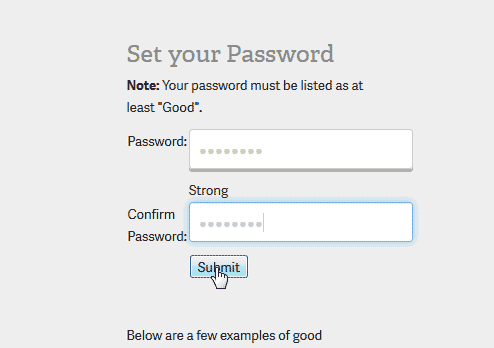 Set your Password
Note: Your password must be listed as at
least "Good".
Password: ••••••••
Strong
Confirm
Password: ••••••••
Submit
Below are a few examples of good